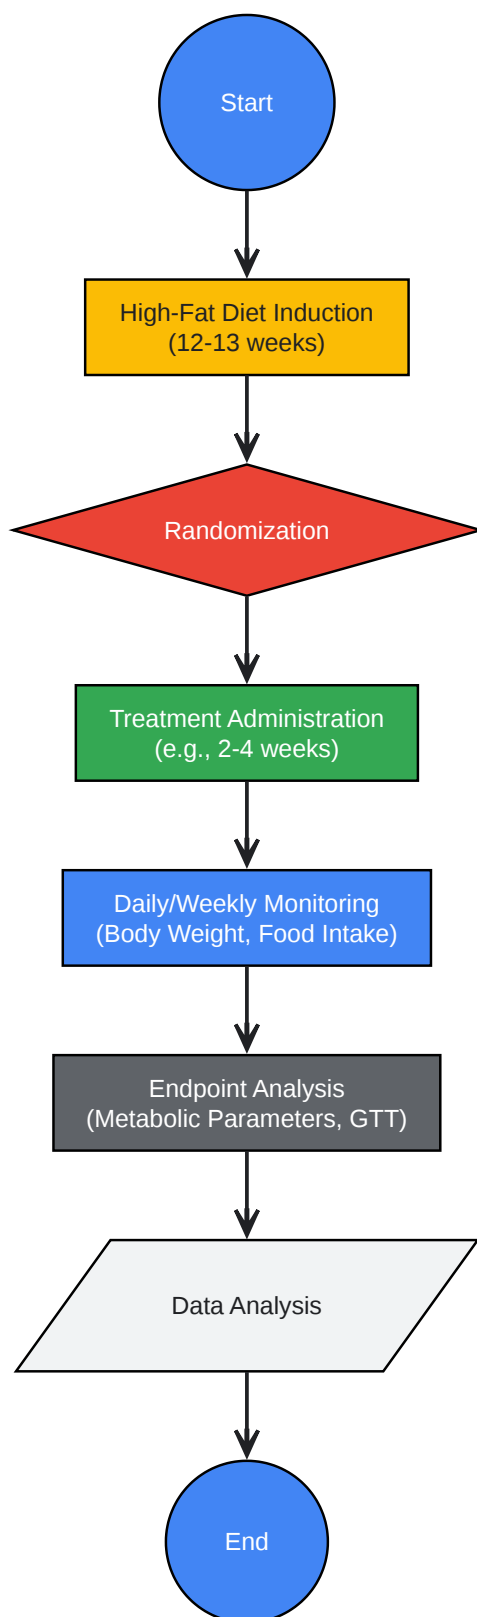 Start
High-Fat Diet Induction
(12-13 weeks)
Randomization
Treatment Administration
(e.g., 2-4 weeks)
Daily/Weekly Monitoring
(Body Weight, Food Intake)
Endpoint Analysis
(Metabolic Parameters, GTT)
Data Analysis
End